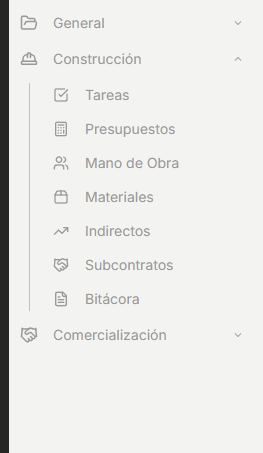 General
Construcción
Tareas
Presupuestos
Mano de Obra
Materiales
Indirectos
Subcontratos
Bitácora
Comercialización